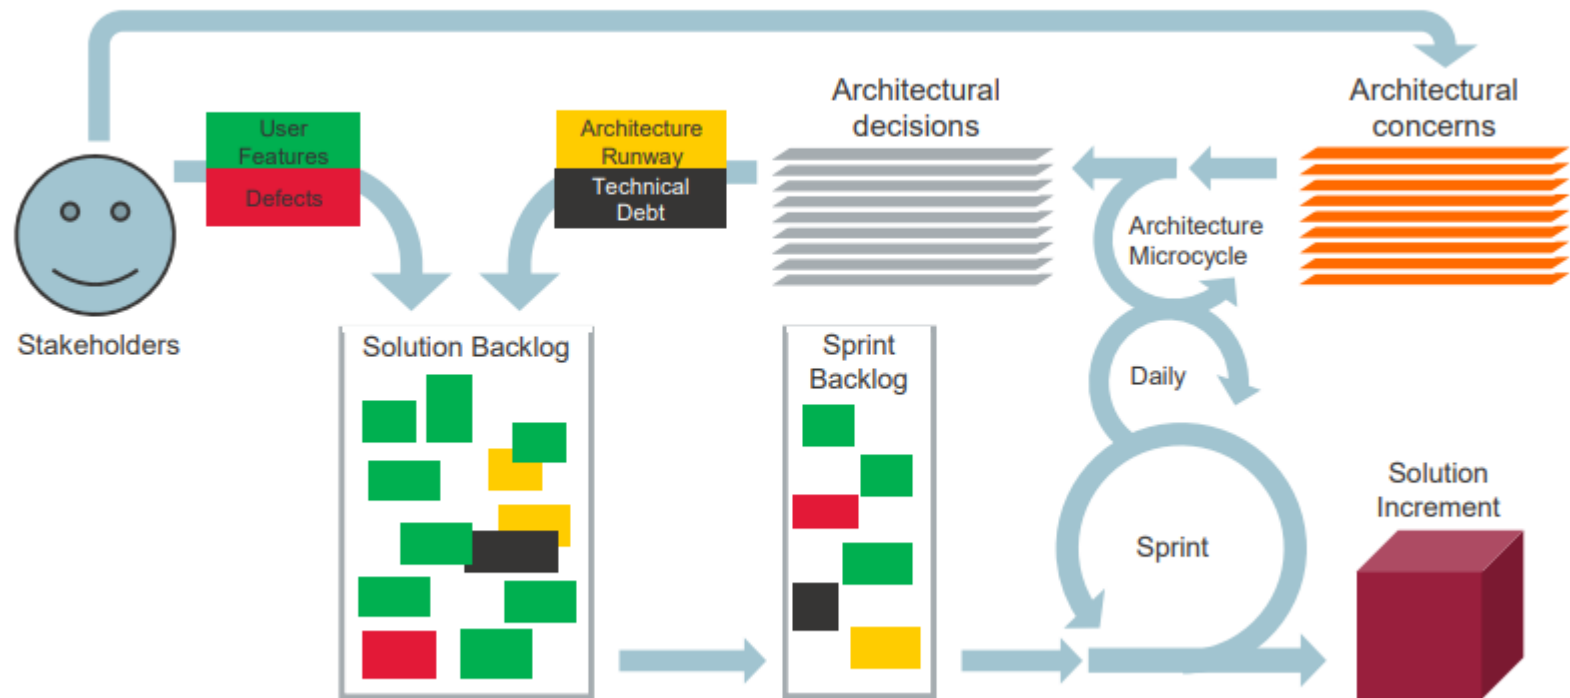 Architectural
decisions
Architectural
concerns
User
Features
Defects
Architecture
Runway
Technical
Debt
Architecture
Microcycle
Stakeholders
Solution Backlog
Sprint
Backlog
Daily
Solution
Increment
Sprint